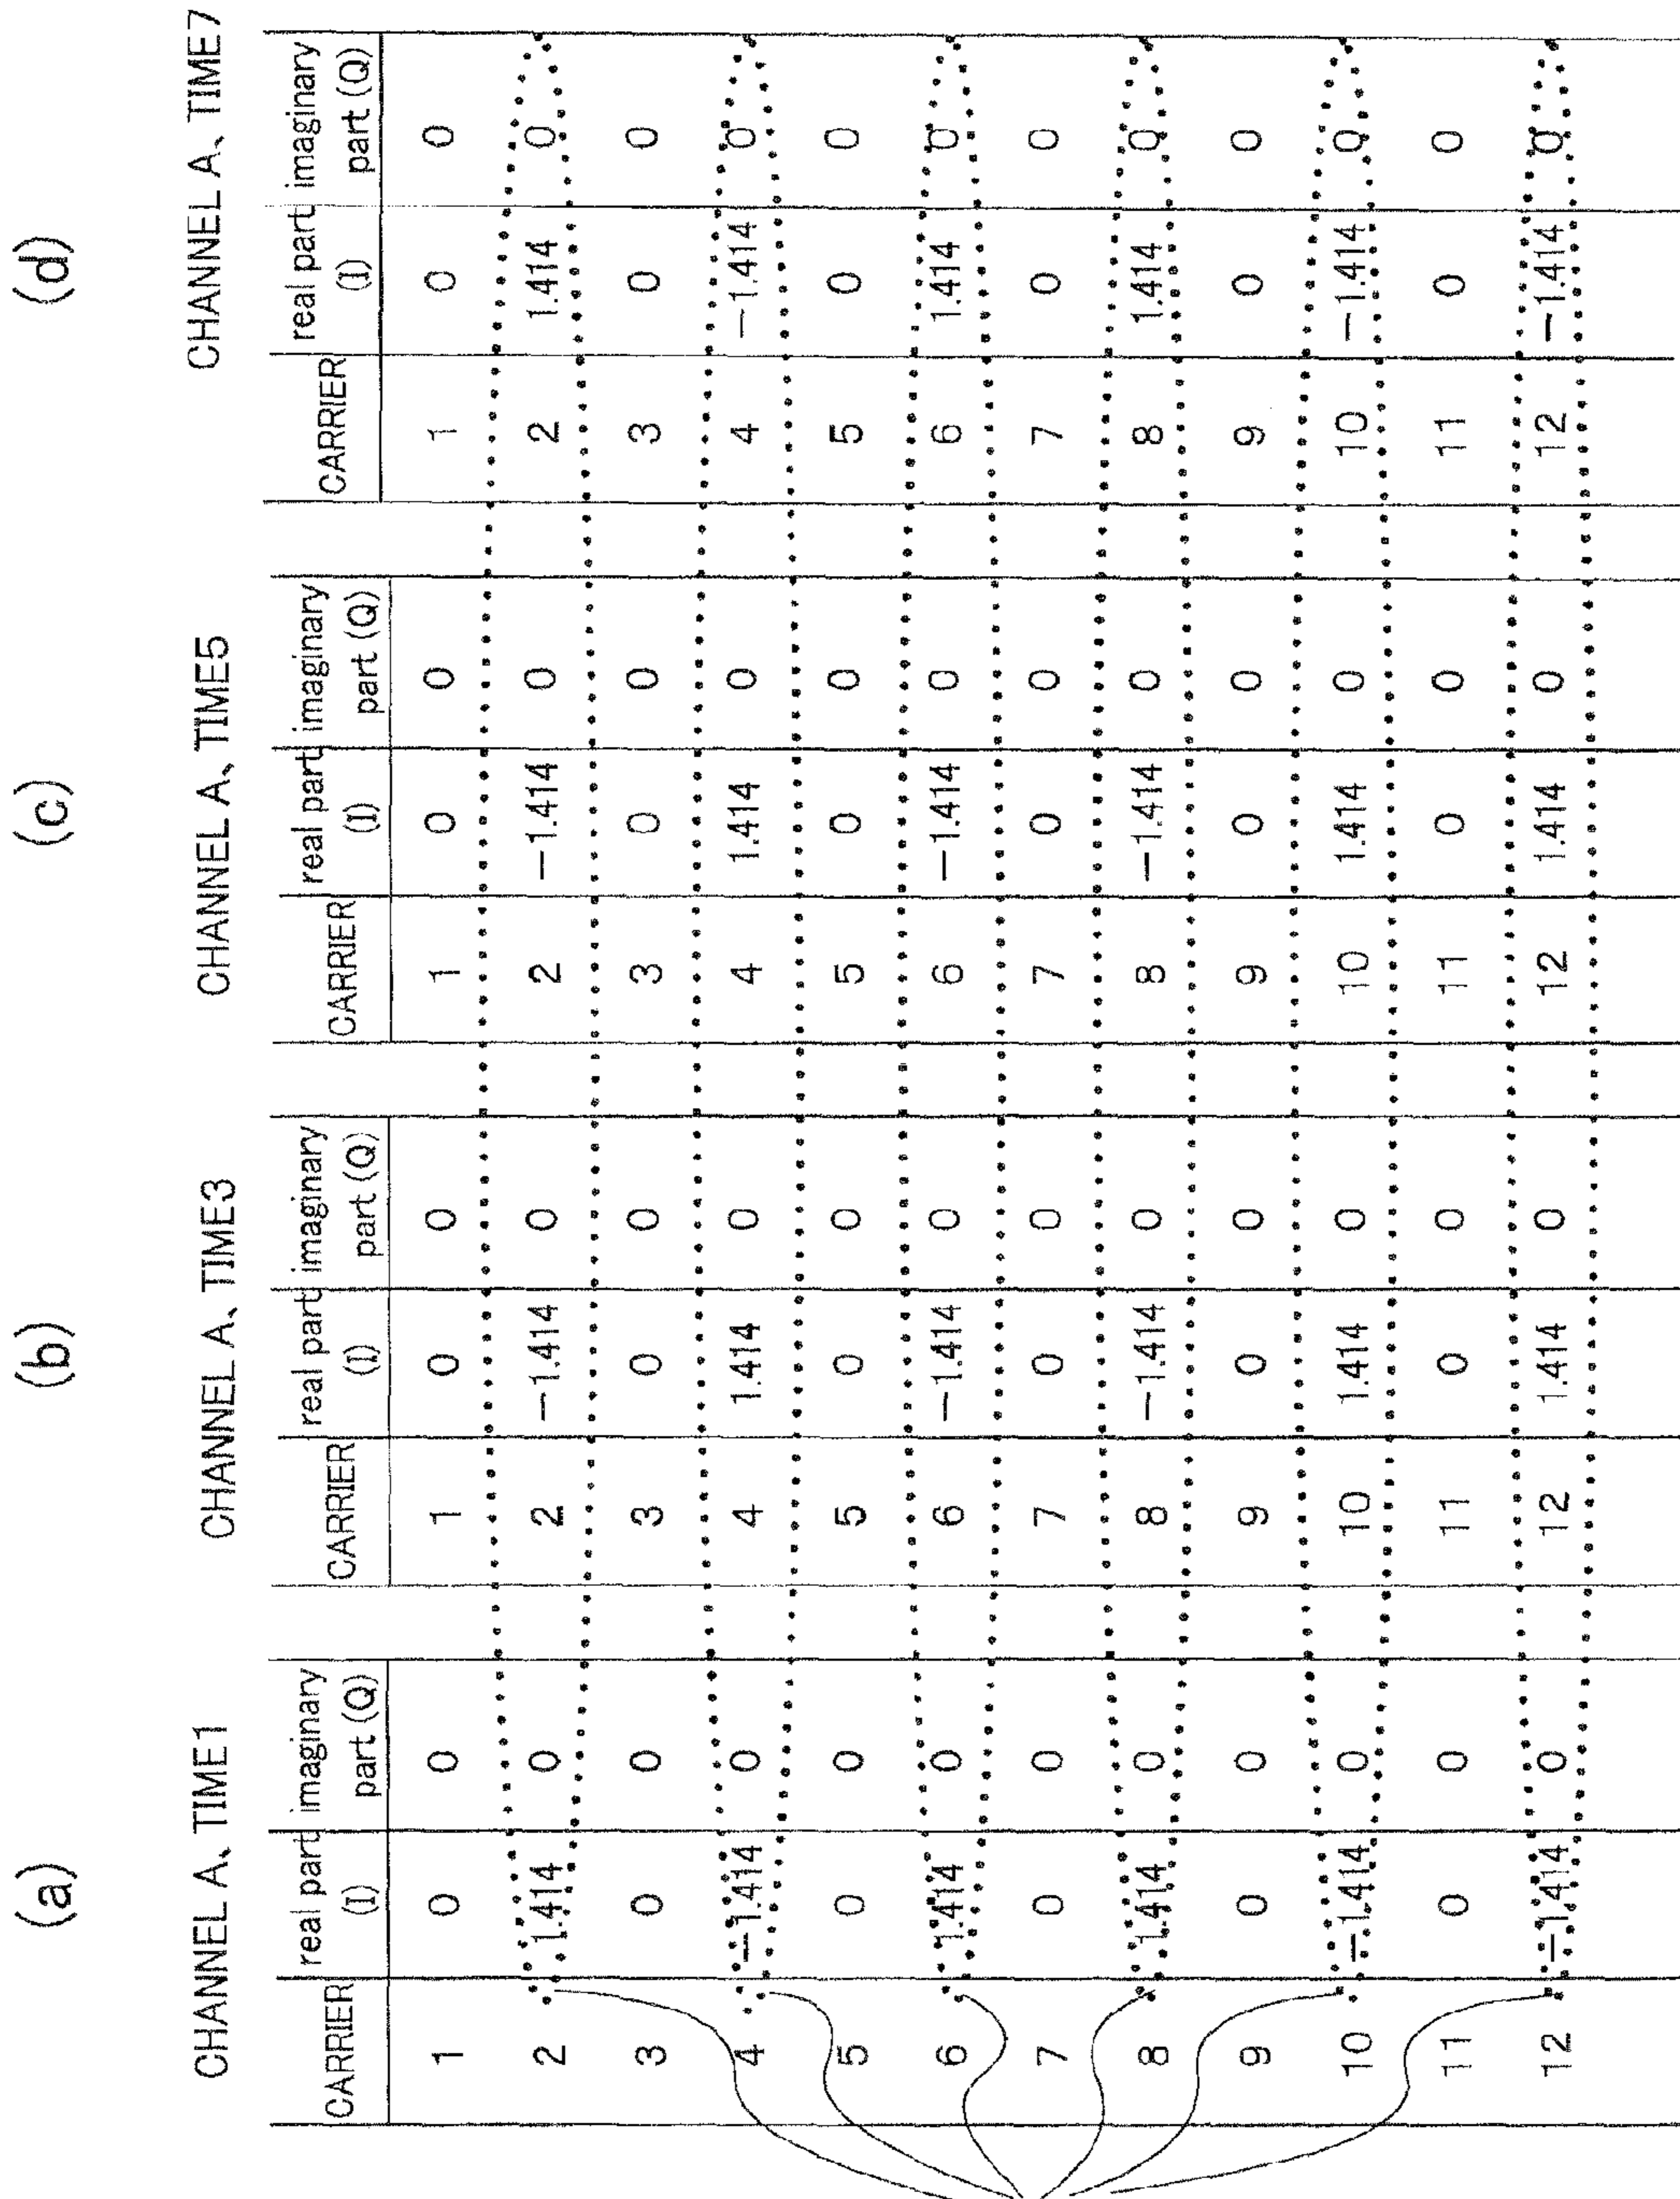 (a)
CHANNEL A、TIME1
CARRIER real part (I) imaginary part (Q)
1 0 0
2 1.414 0
3 0 0
4 −1.414 0
5 0 0
6 1.414 0
7 0 0
8 1.414 0
9 0 0
10 −1.414 0
11 0 0
12 −1.414 0
(b)
CHANNEL A、TIME3
CARRIER real part (I) imaginary part (Q)
1 0 0
2 −1.414 0
3 0 0
4 1.414 0
5 0 0
6 −1.414 0
7 0 0
8 −1.414 0
9 0 0
10 1.414 0
11 0 0
12 1.414 0
(c)
CHANNEL A、TIME5
CARRIER real part (I) imaginary part (Q)
1 0 0
2 −1.414 0
3 0 0
4 1.414 0
5 0 0
6 −1.414 0
7 0 0
8 −1.414 0
9 0 0
10 1.414 0
11 0 0
12 1.414 0
(d)
CHANNEL A、TIME7
CARRIER real part (I) imaginary part (Q)
1 0 0
2 1.414 0
3 0 0
4 −1.414 0
5 0 0
6 1.414 0
7 0 0
8 1.414 0
9 0 0
10 −1.414 0
11 0 0
12 −1.414 0